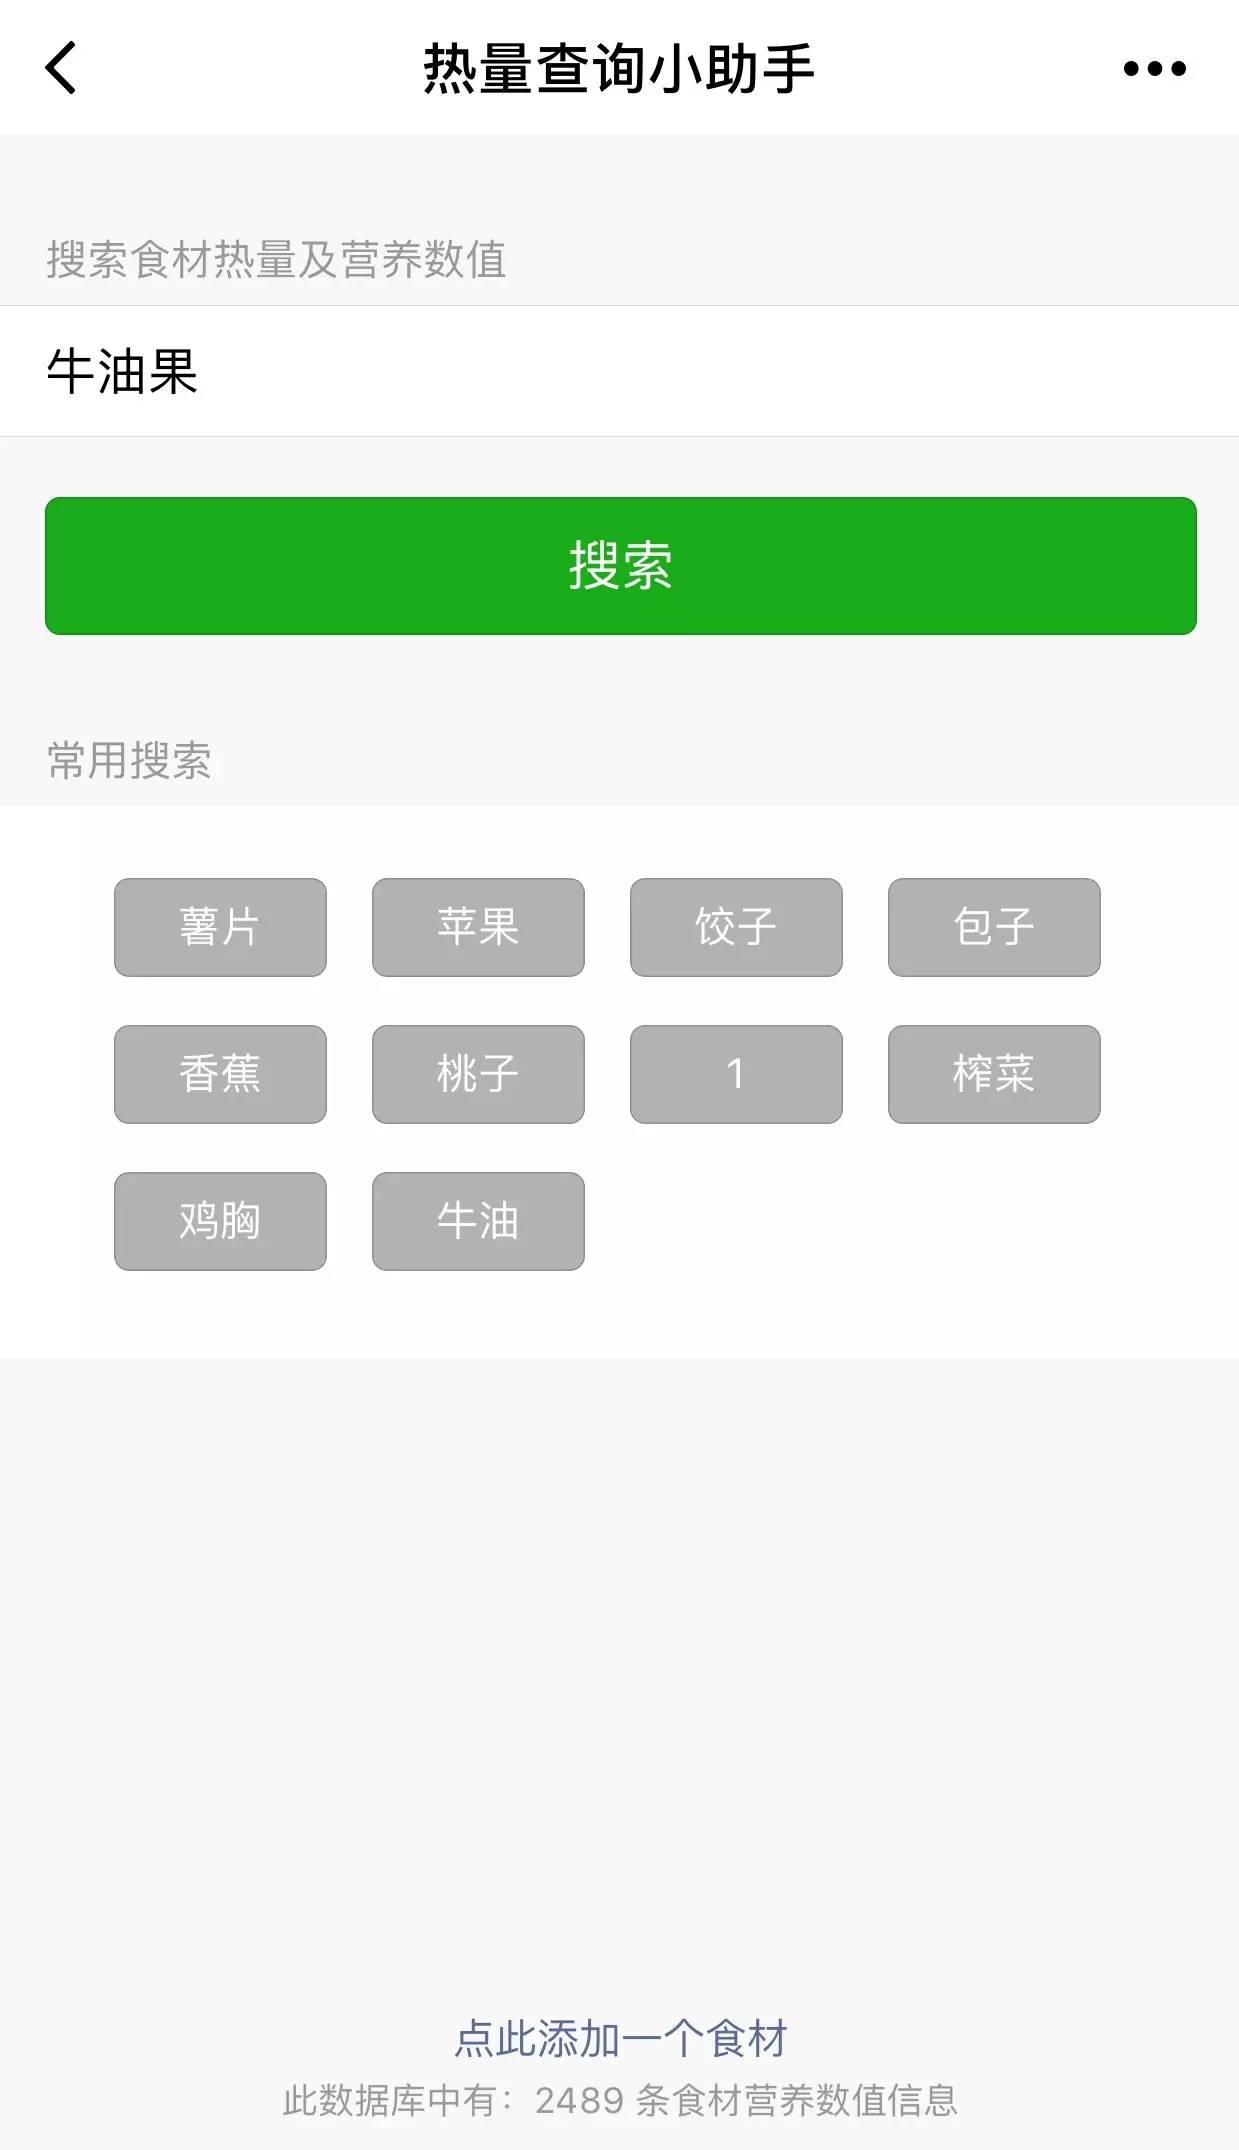 热量查询小助手
搜索食材热量及营养数值
牛油果
搜索
常用搜索
薯片 苹果 饺子 包子
香蕉 桃子 1 榨菜
鸡胸 牛油
点此添加一个食材
此数据库中有：2489 条食材营养数值信息